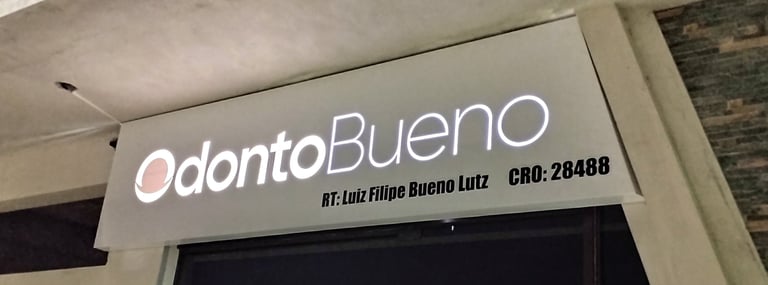 OdontoBueno
RT: Luiz Filipe Bueno Lutz CRO: 28488